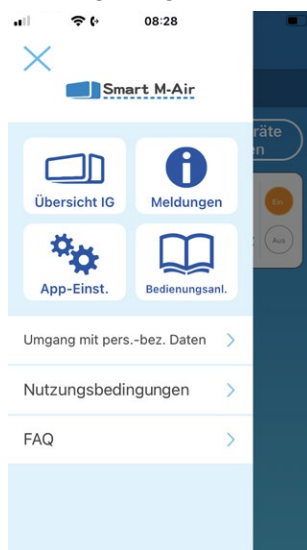 08:28
Smart M-Air
räte
n
Übersicht IG
Meldungen
Ein
Aus
App-Einst.
Bedienungsanl.
Umgang mit pers.-bez. Daten
Nutzungsbedingungen
FAQ